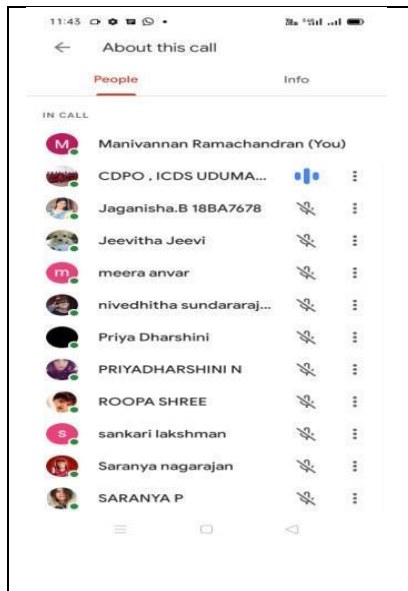 11:43
About this call
People Info
IN CALL
M Manivannan Ramachandran (You)
CDPO , ICDS UDUMA...
Jaganisha.B 18BA7678
Jeevitha Jeevi
m meera anvar
nivedhitha sundararaj...
Priya Dharshini
PRIYADHARSHINI N
ROOPA SHREE
s sankari lakshman
Saranya nagarajan
SARANYA P